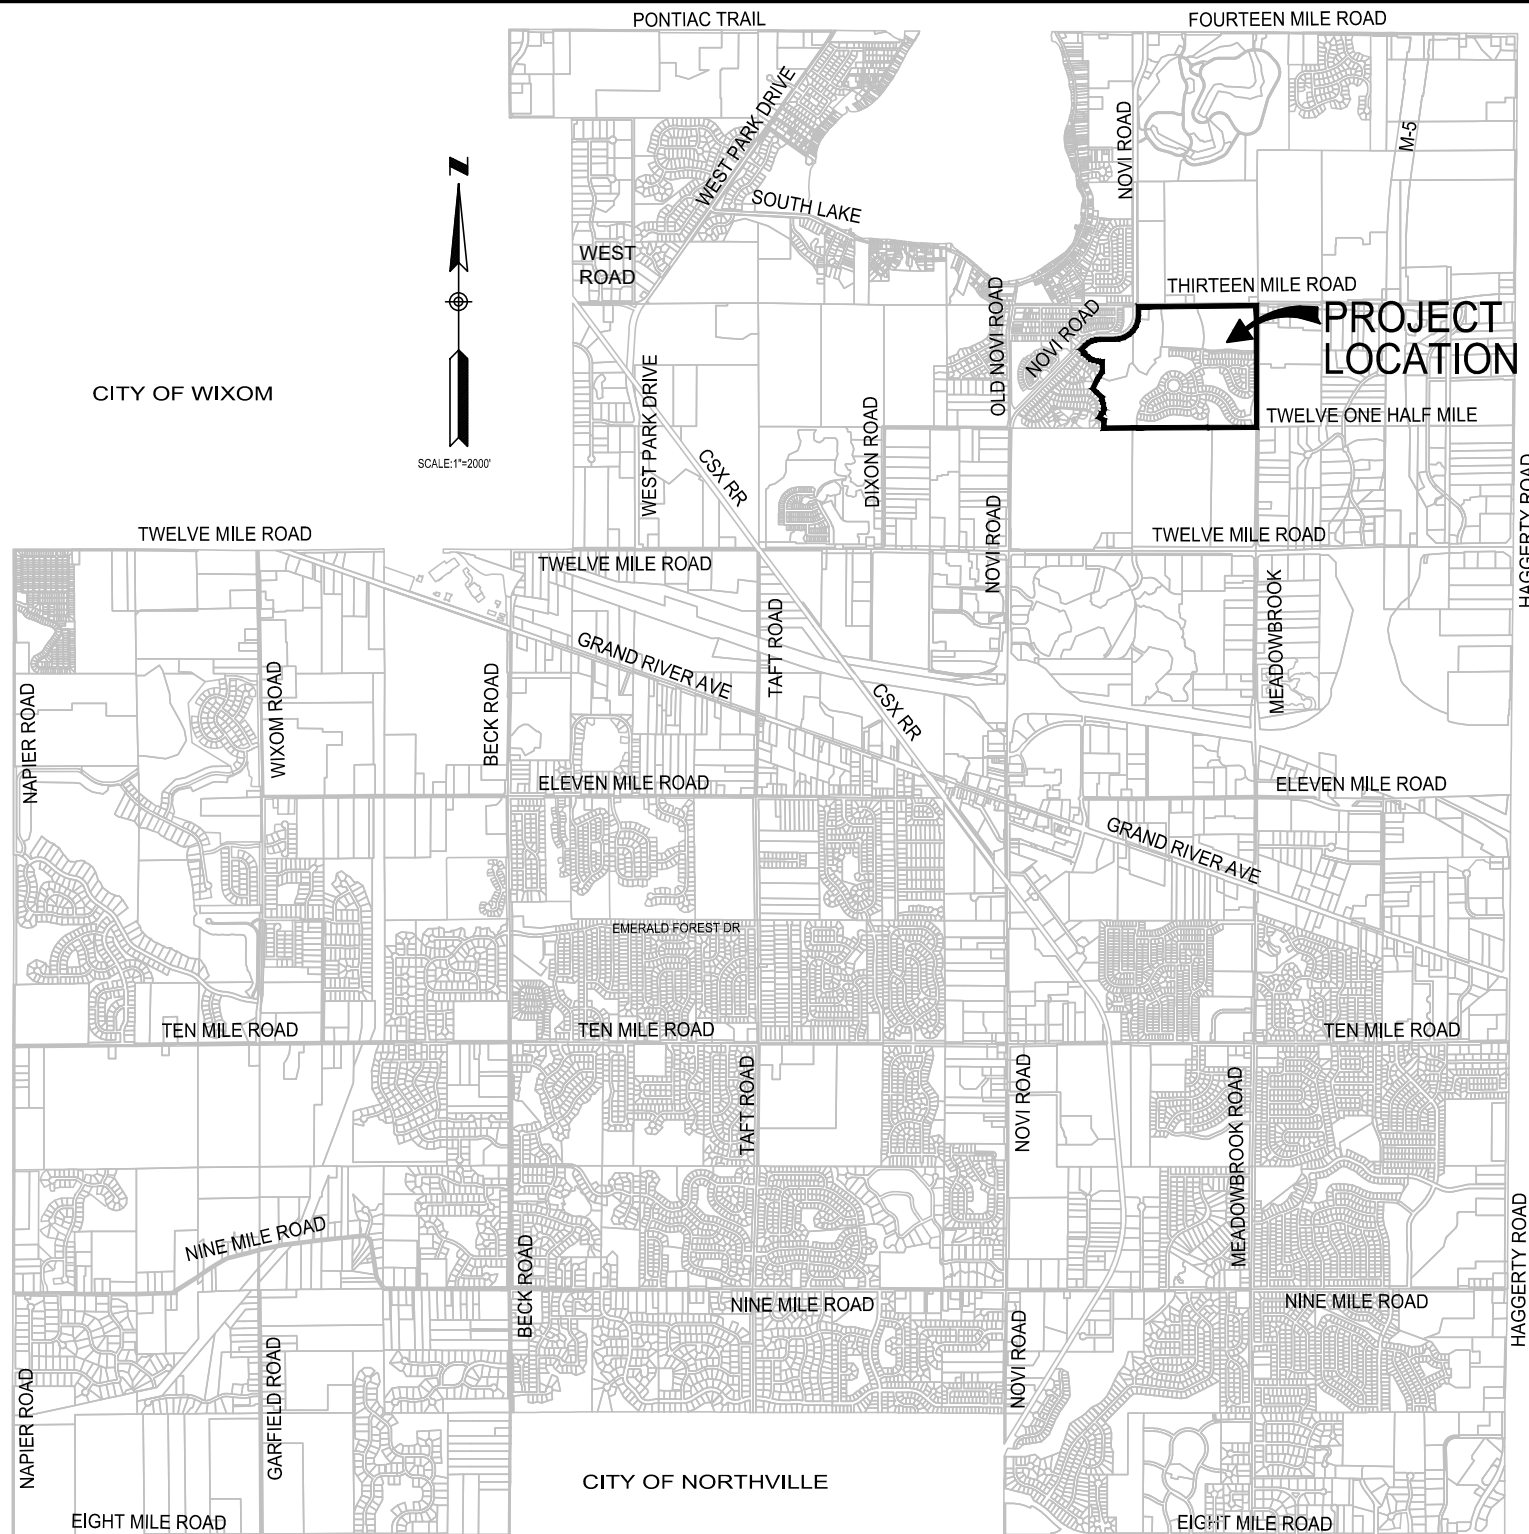 PONTIAC TRAIL
FOURTEEN MILE ROAD
WEST PARK DRIVE
NOVI ROAD
M-5
N
SOUTH LAKE
WEST
ROAD
THIRTEEN MILE ROAD
OLD NOVI ROAD
NOVI ROAD
PROJECT
LOCATION
CITY OF WIXOM
WEST PARK DRIVE
DIXON ROAD
TWELVE ONE HALF MILE
SCALE:1"=2000'
CSX RR
HAGGERTY ROAD
NOVI ROAD
TWELVE MILE ROAD
TWELVE MILE ROAD
TWELVE MILE ROAD
MEADOWBROOK
TAFT ROAD
GRAND RIVER AVE
NAPIER ROAD
WIXOM ROAD
BECK ROAD
CSX RR
ELEVEN MILE ROAD
ELEVEN MILE ROAD
GRAND RIVER AVE
EMERALD FOREST DR
TEN MILE ROAD
TEN MILE ROAD
TEN MILE ROAD
TAFT ROAD
NOVI ROAD
MEADOWBROOK ROAD
NINE MILE ROAD
BECK ROAD
HAGGERTY ROAD
NINE MILE ROAD
NINE MILE ROAD
NOVI ROAD
NAPIER ROAD
GARFIELD ROAD
CITY OF NORTHVILLE
EIGHT MILE ROAD
EIGHT MILE ROAD